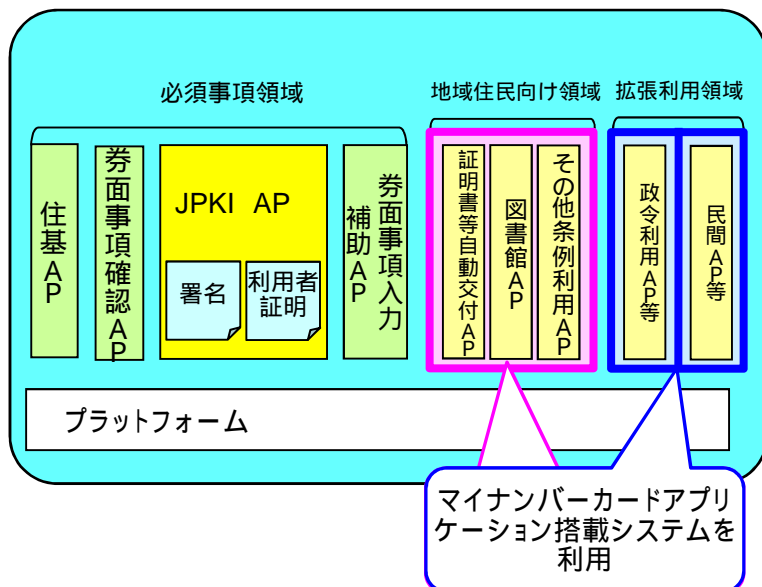 必須事項領域
地域住民向け領域
拡張利用領域
住基AP
券面事項確認AP
JPKI AP
署名
利用者
証明
券面事項入力
補助AP
証明書等自動交付AP
図書館AP
その他条例利用AP
政令利用AP等
民間AP等
プラットフォーム
マイナンバーカードアプリ
ケーション搭載システムを
利用